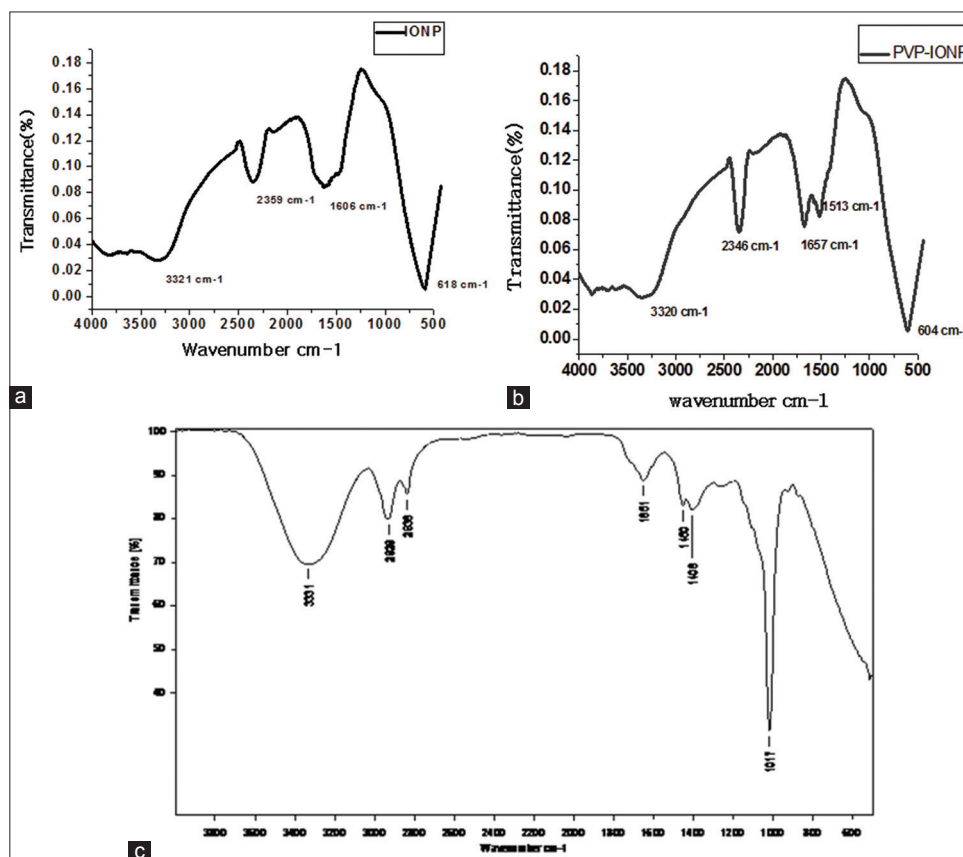 IONP
Transmittance(%)
0.18
0.16
0.14
0.12
0.10
0.08
0.06
0.04
0.02
0.00
2359 cm-1
1606 cm-1
3321 cm-1
618 cm-1
4000 3500 3000 2500 2000 1500 1000 500
Wavenumber cm-1
a
PVP-IONP
Transmittance(%)
0.18
0.16
0.14
0.12
0.10
0.08
0.06
0.04
0.02
0.00
1513 cm-1
2346 cm-1
1657 cm-1
3320 cm-1
604 cm-
4000 3500 3000 2500 2000 1500 1000 500
wavenumber cm-1
b
Transmittance [%]
100
90
80
70
60
50
40
3331
1017
3800 3600 3400 3200 3000 2800 2600 2400 2200 2000 1800 1600 1400 1200 1000 800 600
Wavenumber cm-1
c